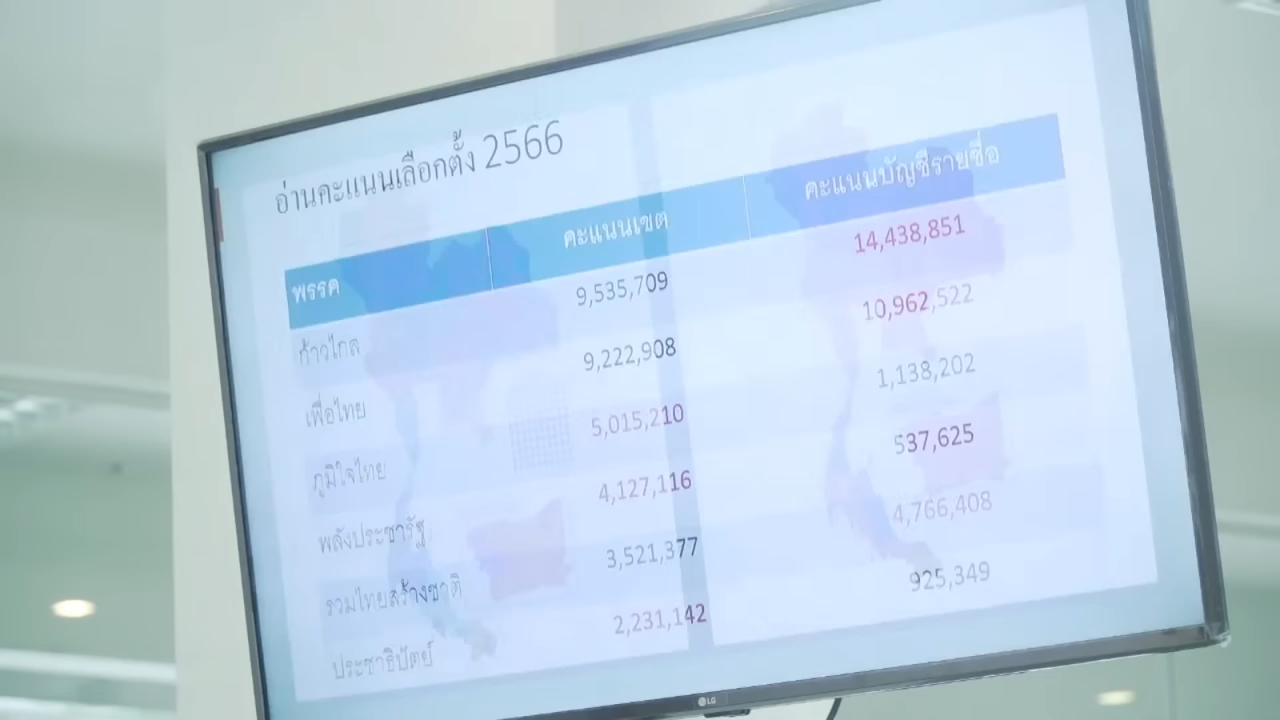 อ่านคะแนนเลือกตั้ง 2566
พรรค คะแนนเขต คะแนนบัญชีรายชื่อ
ก้าวไกล 9,535,709 14,438,851
เพื่อไทย 9,222,908 10,962,522
ภูมิใจไทย 5,015,210 1,138,202
พลังประชารัฐ 4,127,116 537,625
รวมไทยสร้างชาติ 3,521,377 4,766,408
ประชาธิปัตย์ 2,231,142 925,349
LG